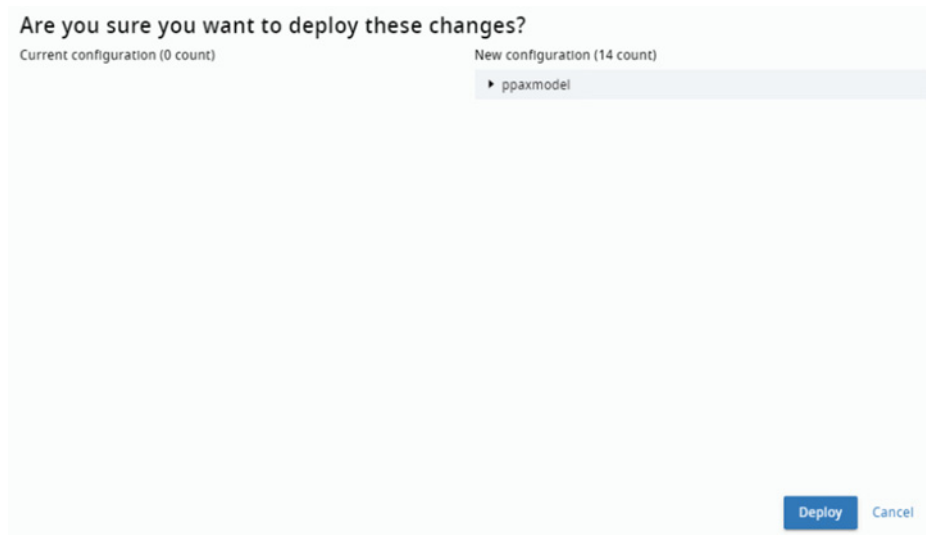 Are you sure you want to deploy these changes?
Current configuration (0 count)
New configuration (14 count)
ppaxmodel
Deploy
Cancel